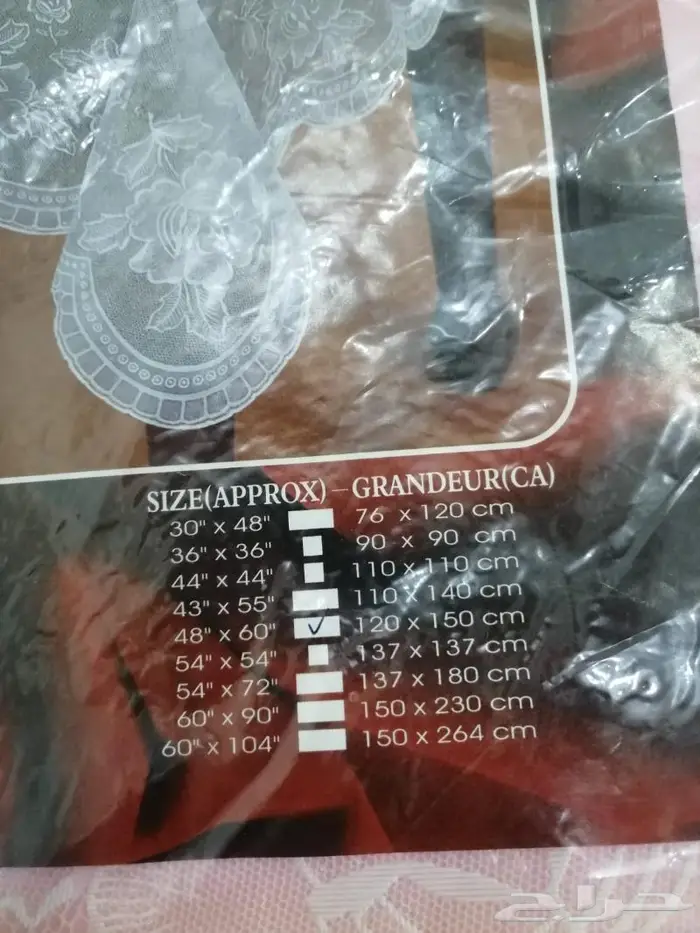 SIZE(APPROX) – GRANDEUR(CA)
30" x 48" 76 x 120 cm
36" x 36" 90 x 90 cm
44" x 44" 110 x 110 cm
43" x 55" 110 x 140 cm
48" x 60" ✓ 120 x 150 cm
54" x 54" 137 x 137 cm
54" x 72" 137 x 180 cm
60" x 90" 150 x 230 cm
60" x 104" 150 x 264 cm
حراج